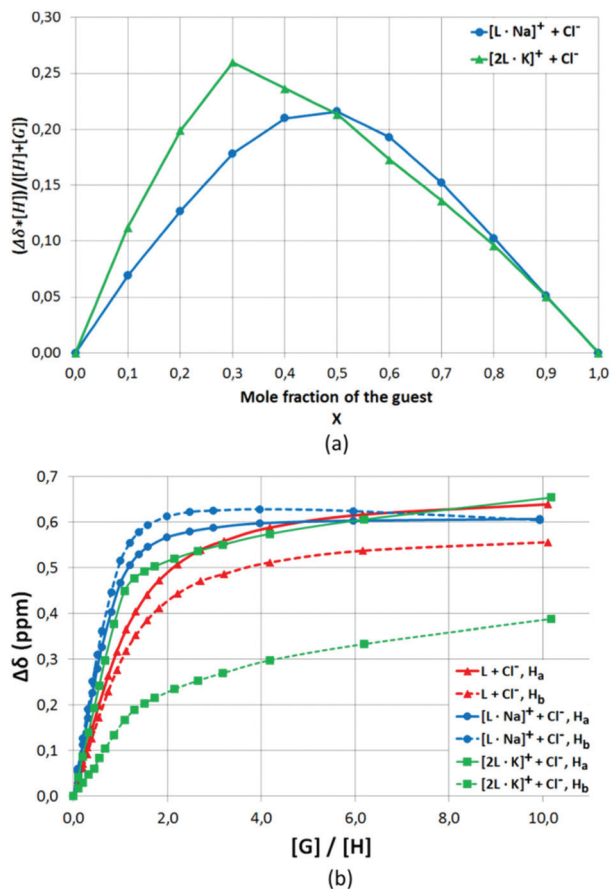 0,30
0,25
0,20
0,15
0,10
0,05
0,00
(Δδ*[H])/([H]+[G])
[L · Na]⁺ + Cl⁻
[2L · K]⁺ + Cl⁻
0,0 0,1 0,2 0,3 0,4 0,5 0,6 0,7 0,8 0,9 1,0
Mole fraction of the guest
X
(a)
0,7
0,6
0,5
0,4
0,3
0,2
0,1
0,0
Δδ (ppm)
L + Cl⁻, Hₐ
L + Cl⁻, H_b
[L · Na]⁺ + Cl⁻, Hₐ
[L · Na]⁺ + Cl⁻, H_b
[2L · K]⁺ + Cl⁻, Hₐ
[2L · K]⁺ + Cl⁻, H_b
0,0 2,0 4,0 6,0 8,0 10,0
[G] / [H]
(b)